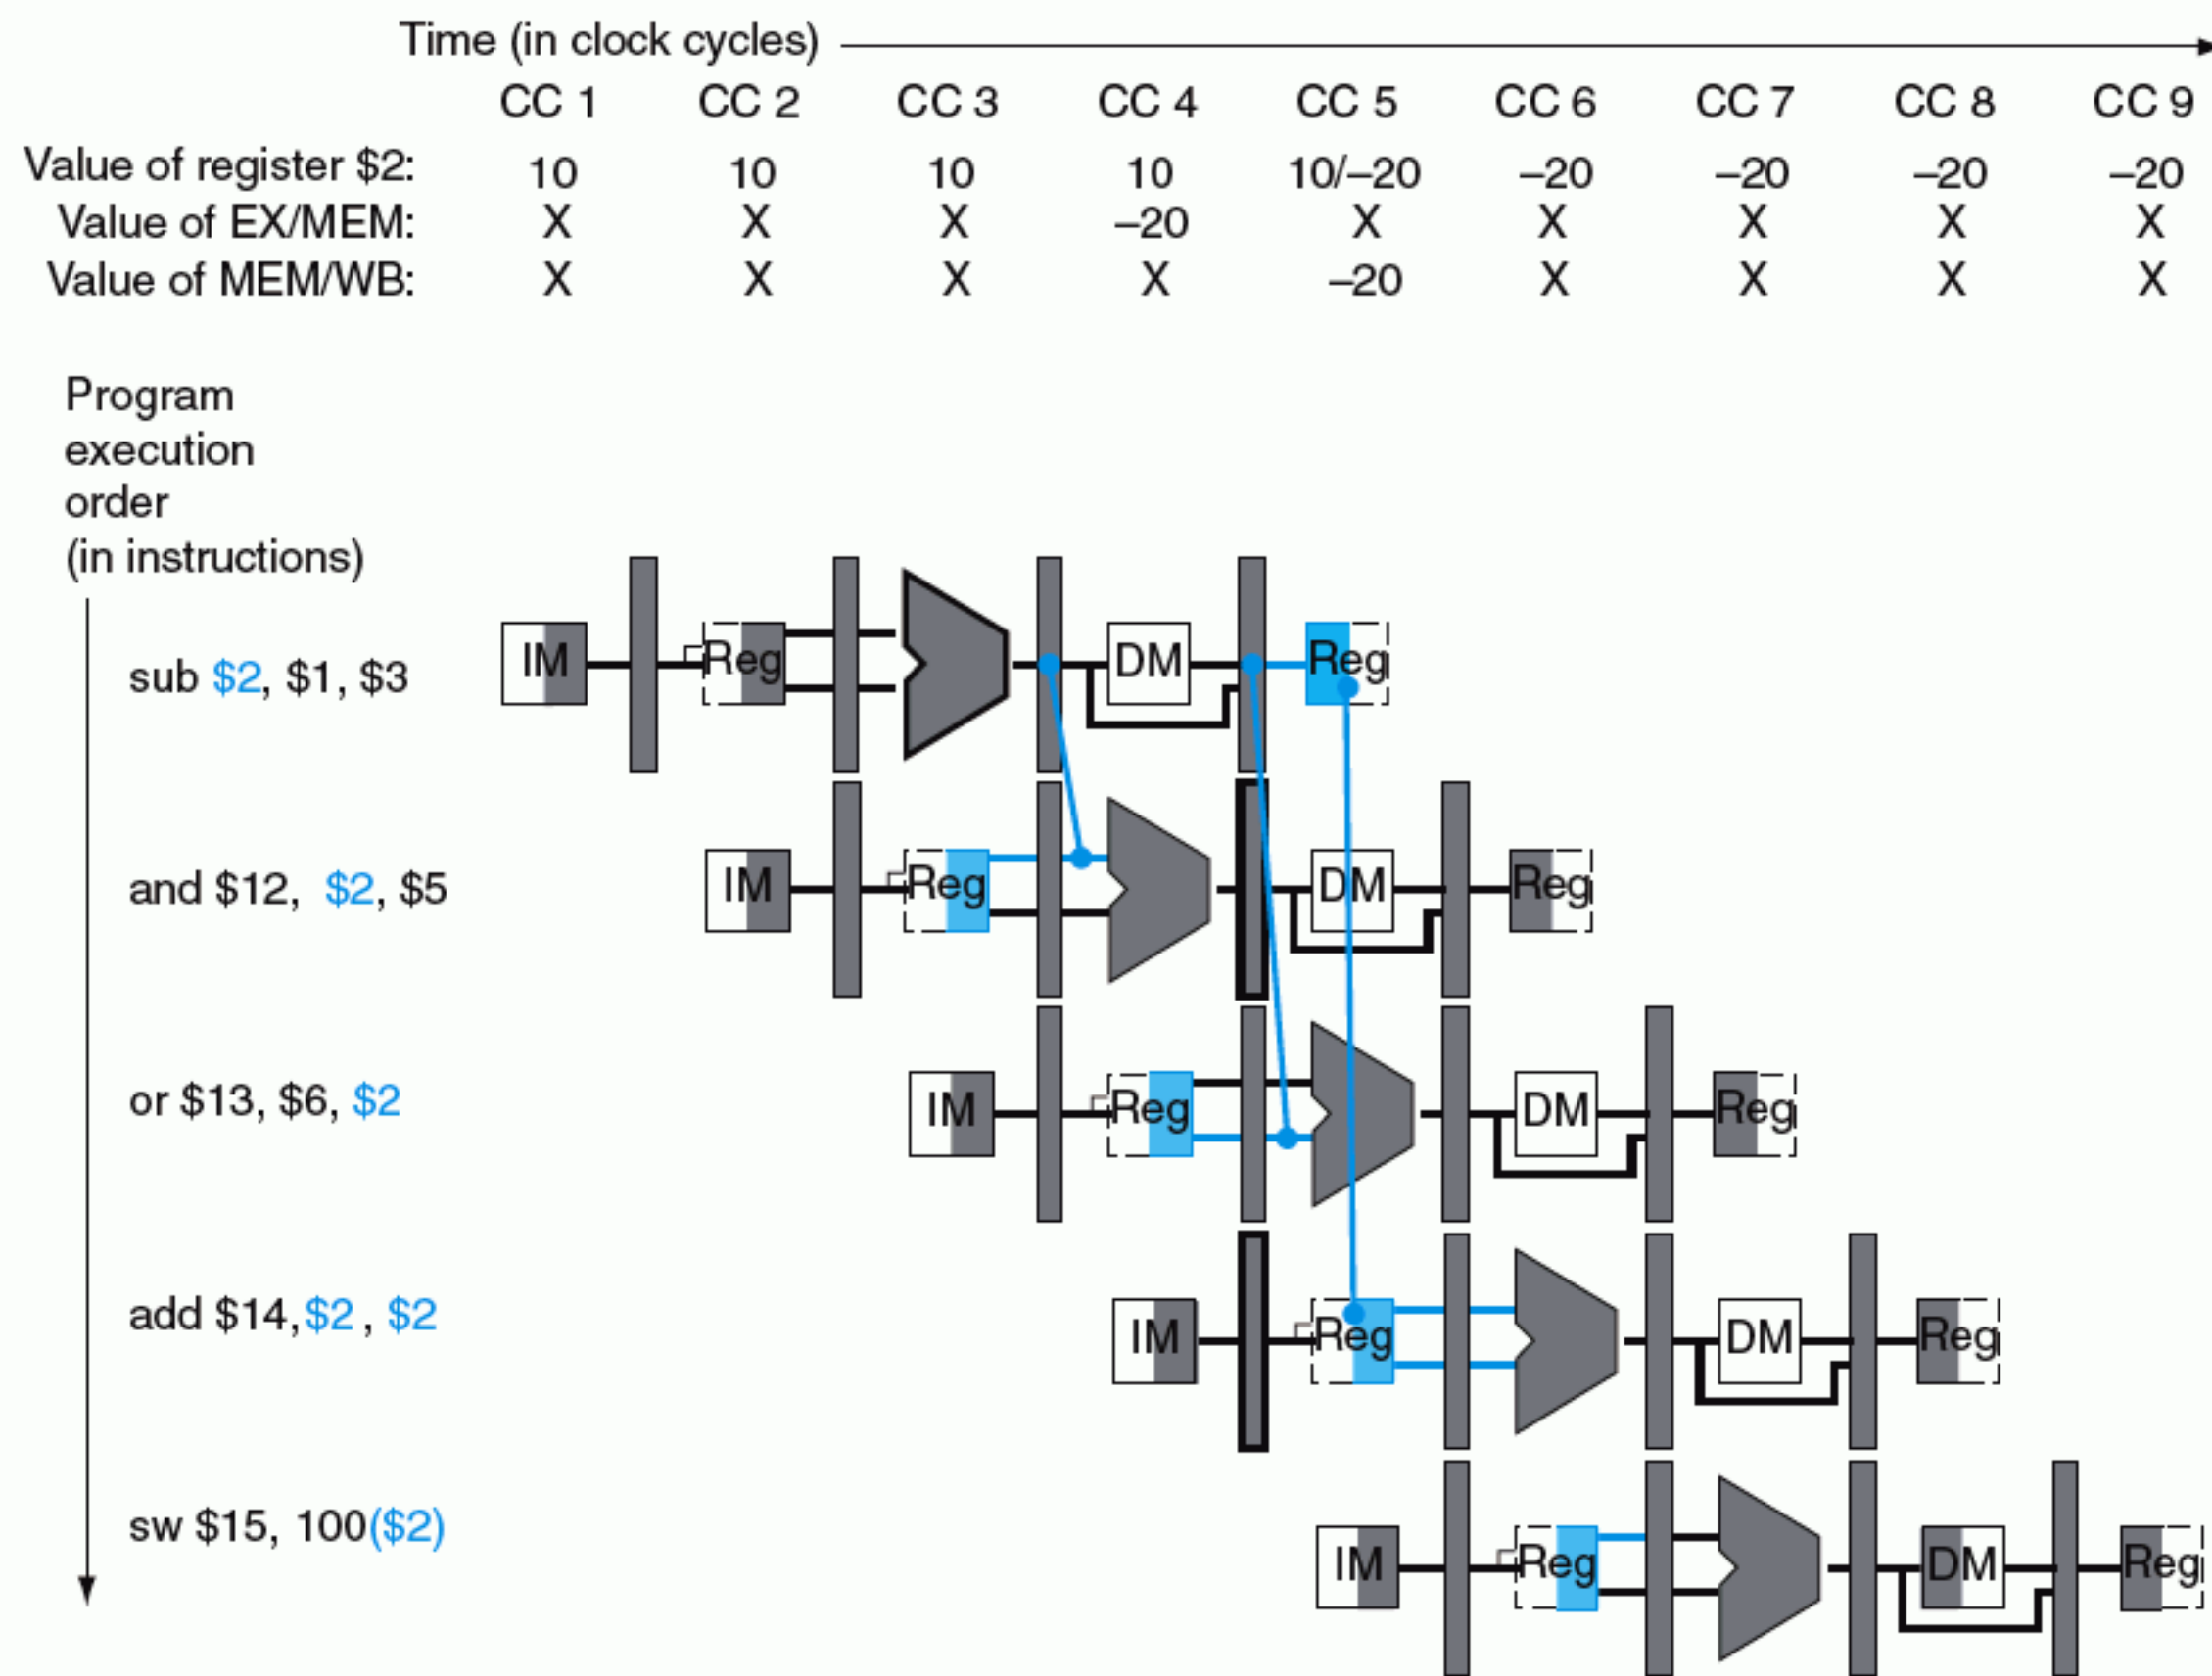 Time (in clock cycles)
CC 1 CC 2 CC 3 CC 4 CC 5 CC 6 CC 7 CC 8 CC 9
Value of register $2: 10 10 10 10 10/–20 –20 –20 –20 –20
Value of EX/MEM: X X X –20 X X X X X
Value of MEM/WB: X X X X –20 X X X X
Program
execution
order
(in instructions)
sub $2, $1, $3
IM Reg DM Reg
and $12, $2, $5
IM Reg DM Reg
or $13, $6, $2
IM Reg DM Reg
add $14,$2 , $2
IM Reg DM Reg
sw $15, 100($2)
IM Reg DM Reg